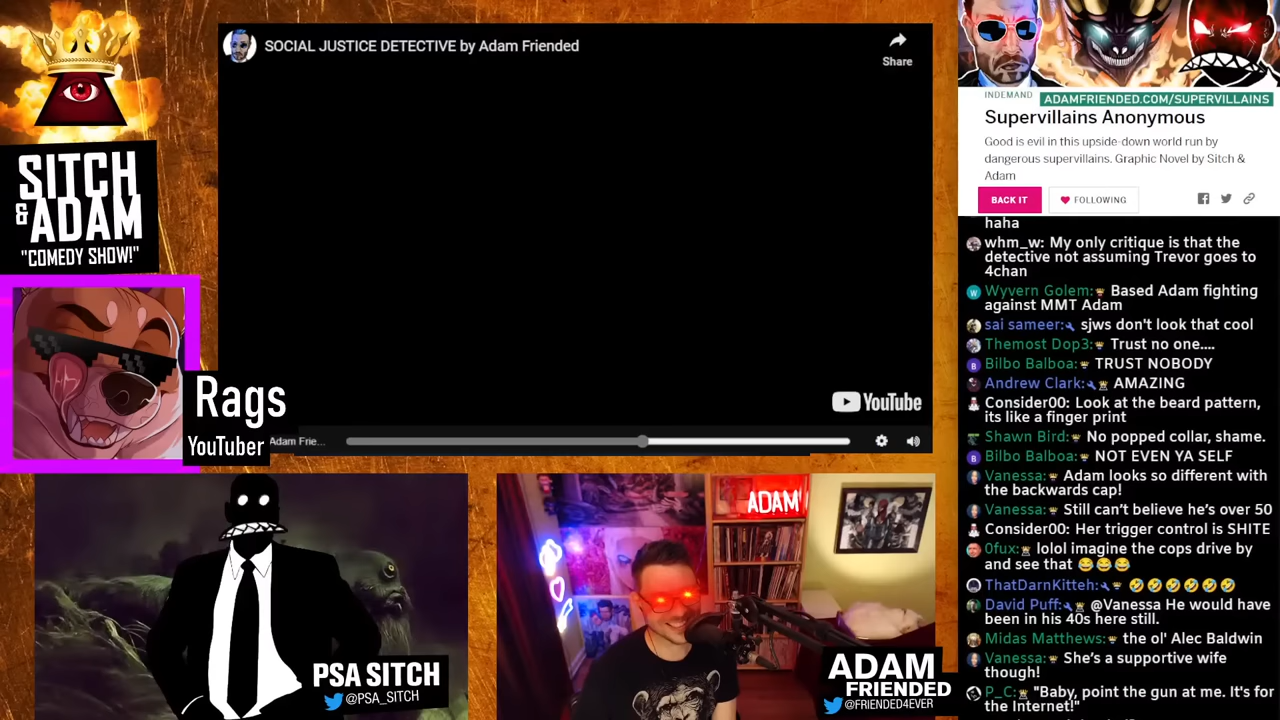 SOCIAL JUSTICE DETECTIVE by Adam Friended
Share
SITCH
& ADAM
"COMEDY SHOW!"
Rags
YouTuber
YouTube
Adam Frie...
PSA SITCH
@PSA_SITCH
ADAM
ADAM
FRIENDED
@FRIENDED4EVER
INDEMAND
ADAMFRIENDED.COM/SUPERVILLAINS
Supervillains Anonymous
Good is evil in this upside-down world run by
dangerous supervillains. Graphic Novel by Sitch &
Adam
BACK IT
FOLLOWING
haha
whm_w: My only critique is that the
detective not assuming Trevor goes to
4chan
W
Wyvern Golem: Based Adam fighting
against MMT Adam
sai sameer: sjws don't look that cool
Themost Dop3: Trust no one....
B
Bilbo Balboa: TRUST NOBODY
Andrew Clark: AMAZING
Consider00: Look at the beard pattern,
its like a finger print
Shawn Bird: No popped collar, shame.
B
Bilbo Balboa: NOT EVEN YA SELF
Vanessa: Adam looks so different with
the backwards cap!
Vanessa: Still can’t believe he’s over 50
Consider00: Her trigger control is SHITE
0fux: lolol imagine the cops drive by
and see that 😂😂😂
ThatDarnKitteh: 🤣🤣🤣🤣🤣🤣
David Puff: @Vanessa He would have
been in his 40s here still.
Midas Matthews: the ol' Alec Baldwin
Vanessa: She’s a supportive wife
though!
P_C: "Baby, point the gun at me. It's for
the Internet!"